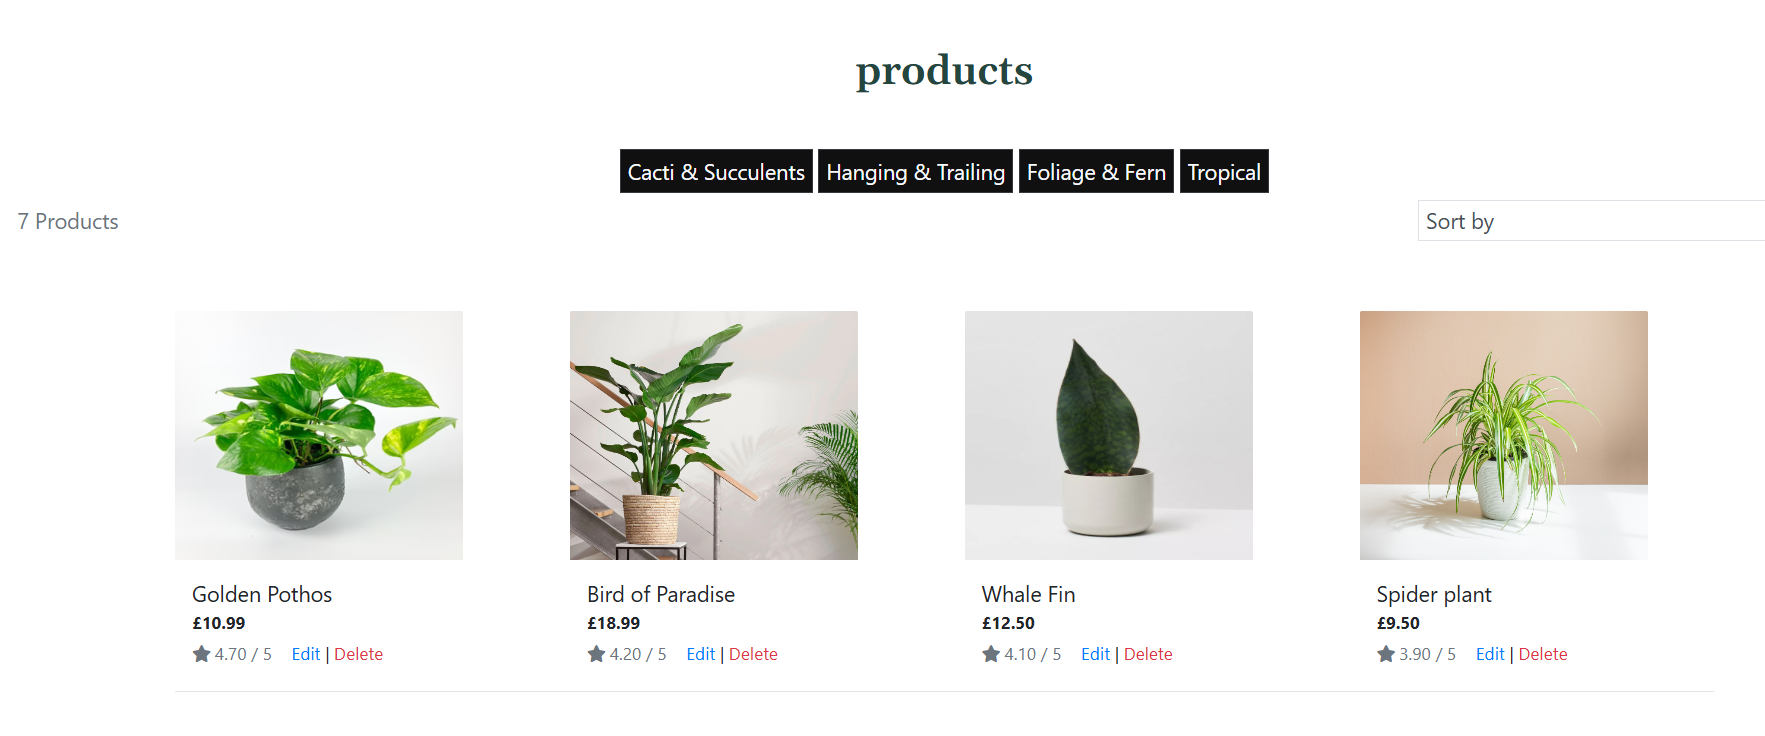 products
Cacti & Succulents Hanging & Trailing Foliage & Fern Tropical
7 Products Sort by
Golden Pothos Bird of Paradise Whale Fin Spider plant
£10.99 £18.99 £12.50 £9.50
4.70 / 5 Edit | Delete 4.20 / 5 Edit | Delete 4.10 / 5 Edit | Delete 3.90 / 5 Edit | Delete